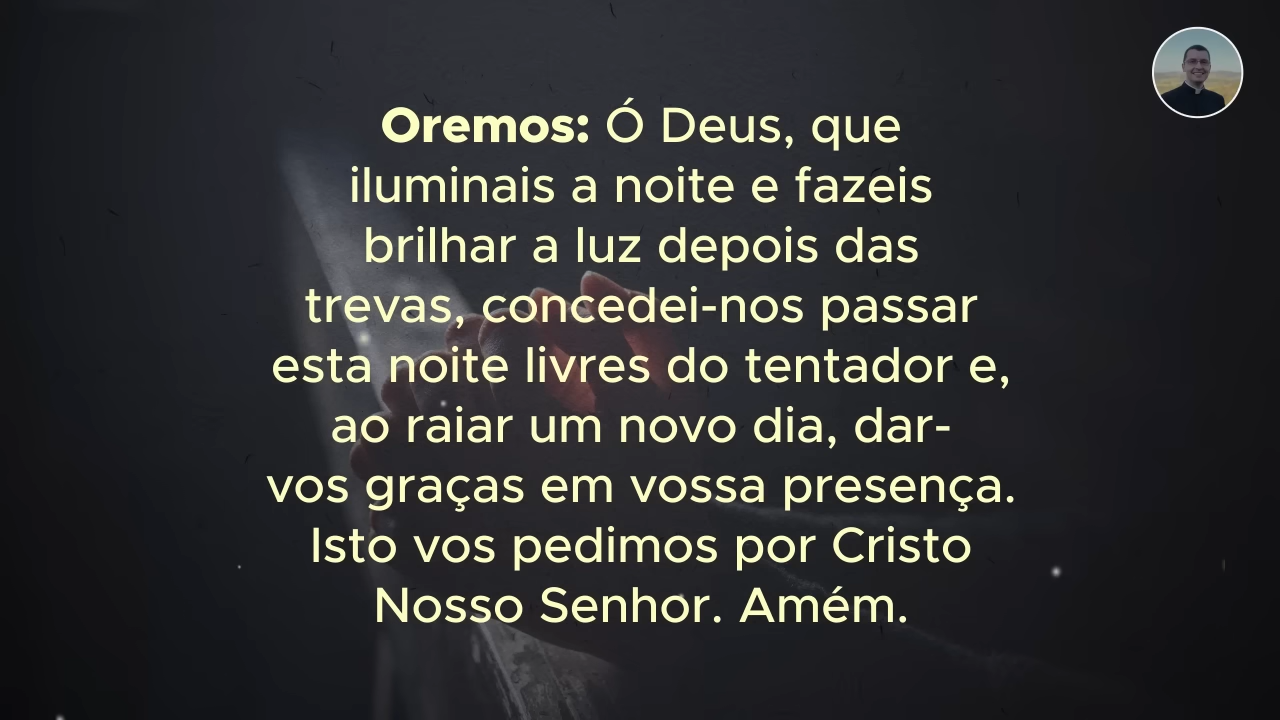 Oremos: Ó Deus, que
iluminais a noite e fazeis
brilhar a luz depois das
trevas, concedei-nos passar
esta noite livres do tentador e,
ao raiar um novo dia, dar-
vos graças em vossa presença.
Isto vos pedimos por Cristo
Nosso Senhor. Amém.